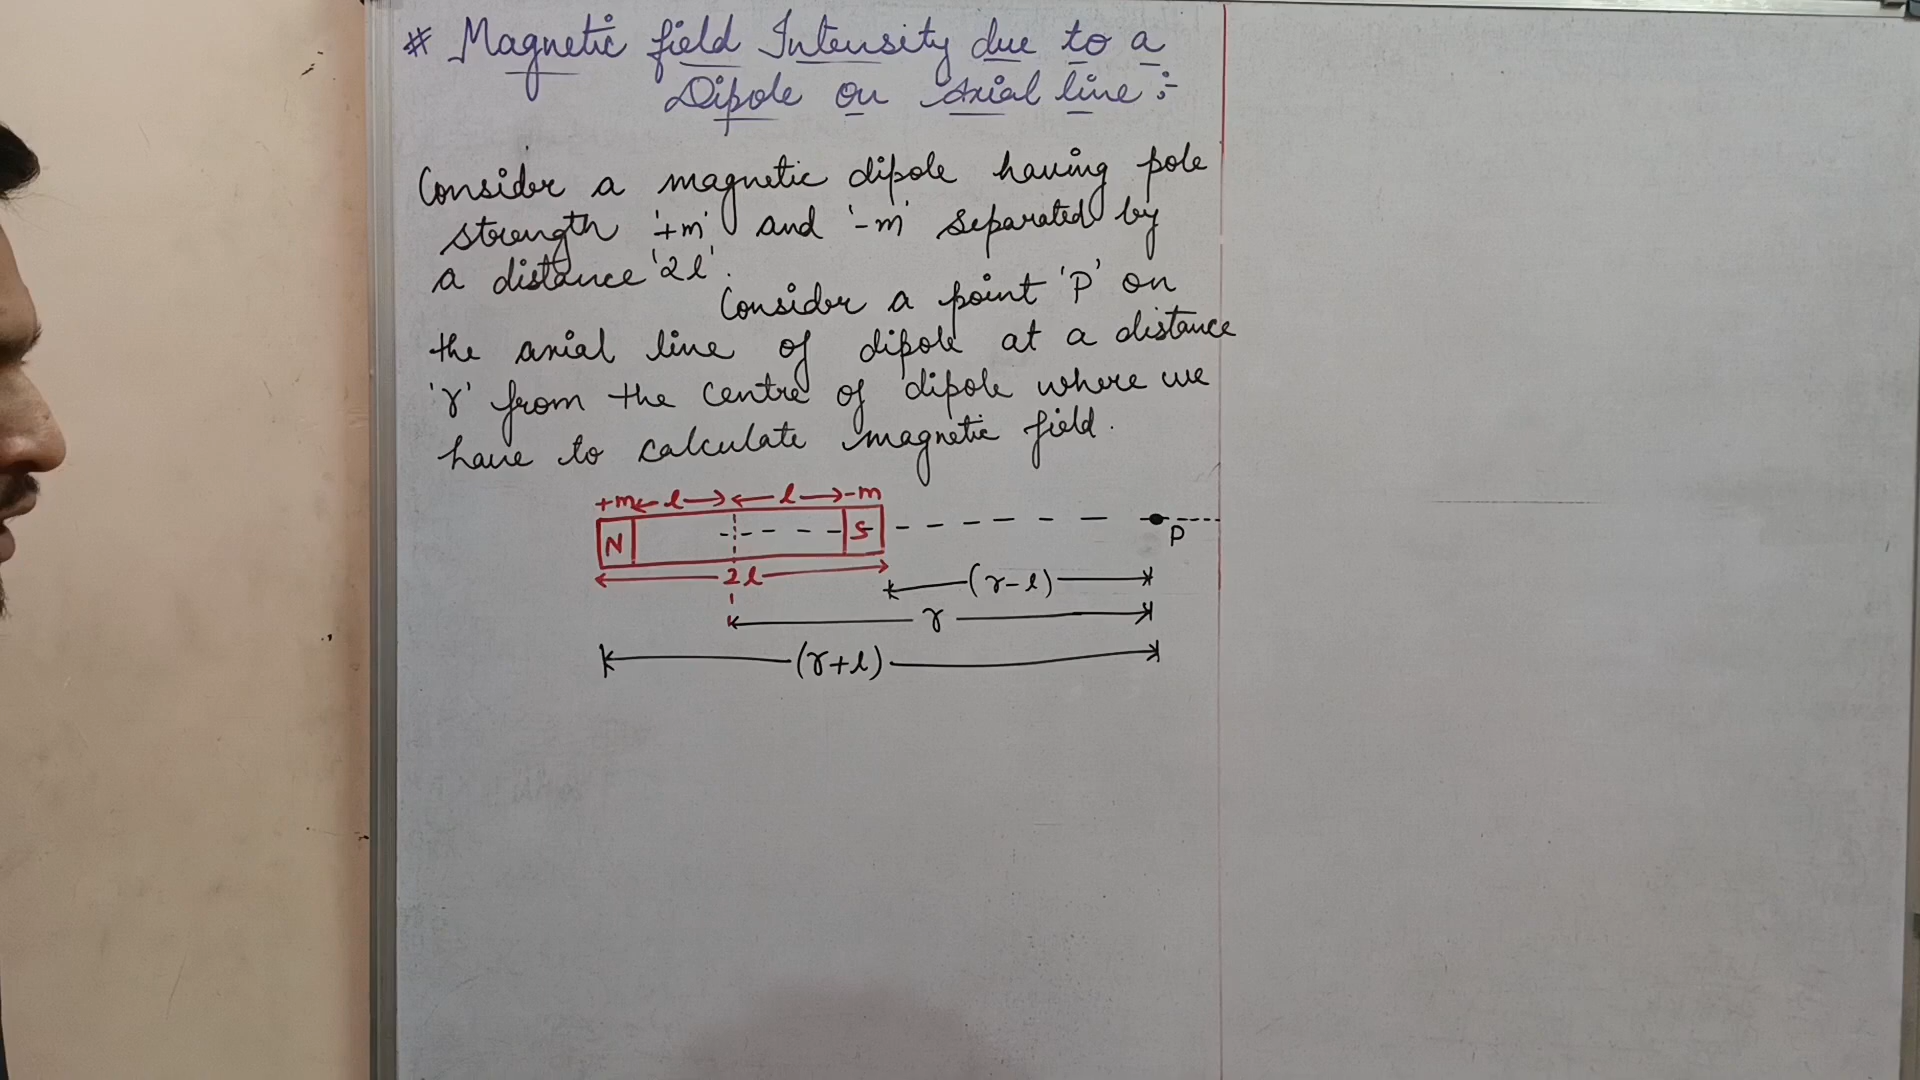 # Magnetic field Intensity due to a
Dipole on Axial line :-
Consider a magnetic dipole having pole
strength '+m' and '-m' separated by
a distance '2l'.
Consider a point 'P' on
the axial line of dipole at a distance
'r' from the centre of dipole where we
have to calculate magnetic field.
+m l l -m
N S P
2l
(r-l)
r
(r+l)